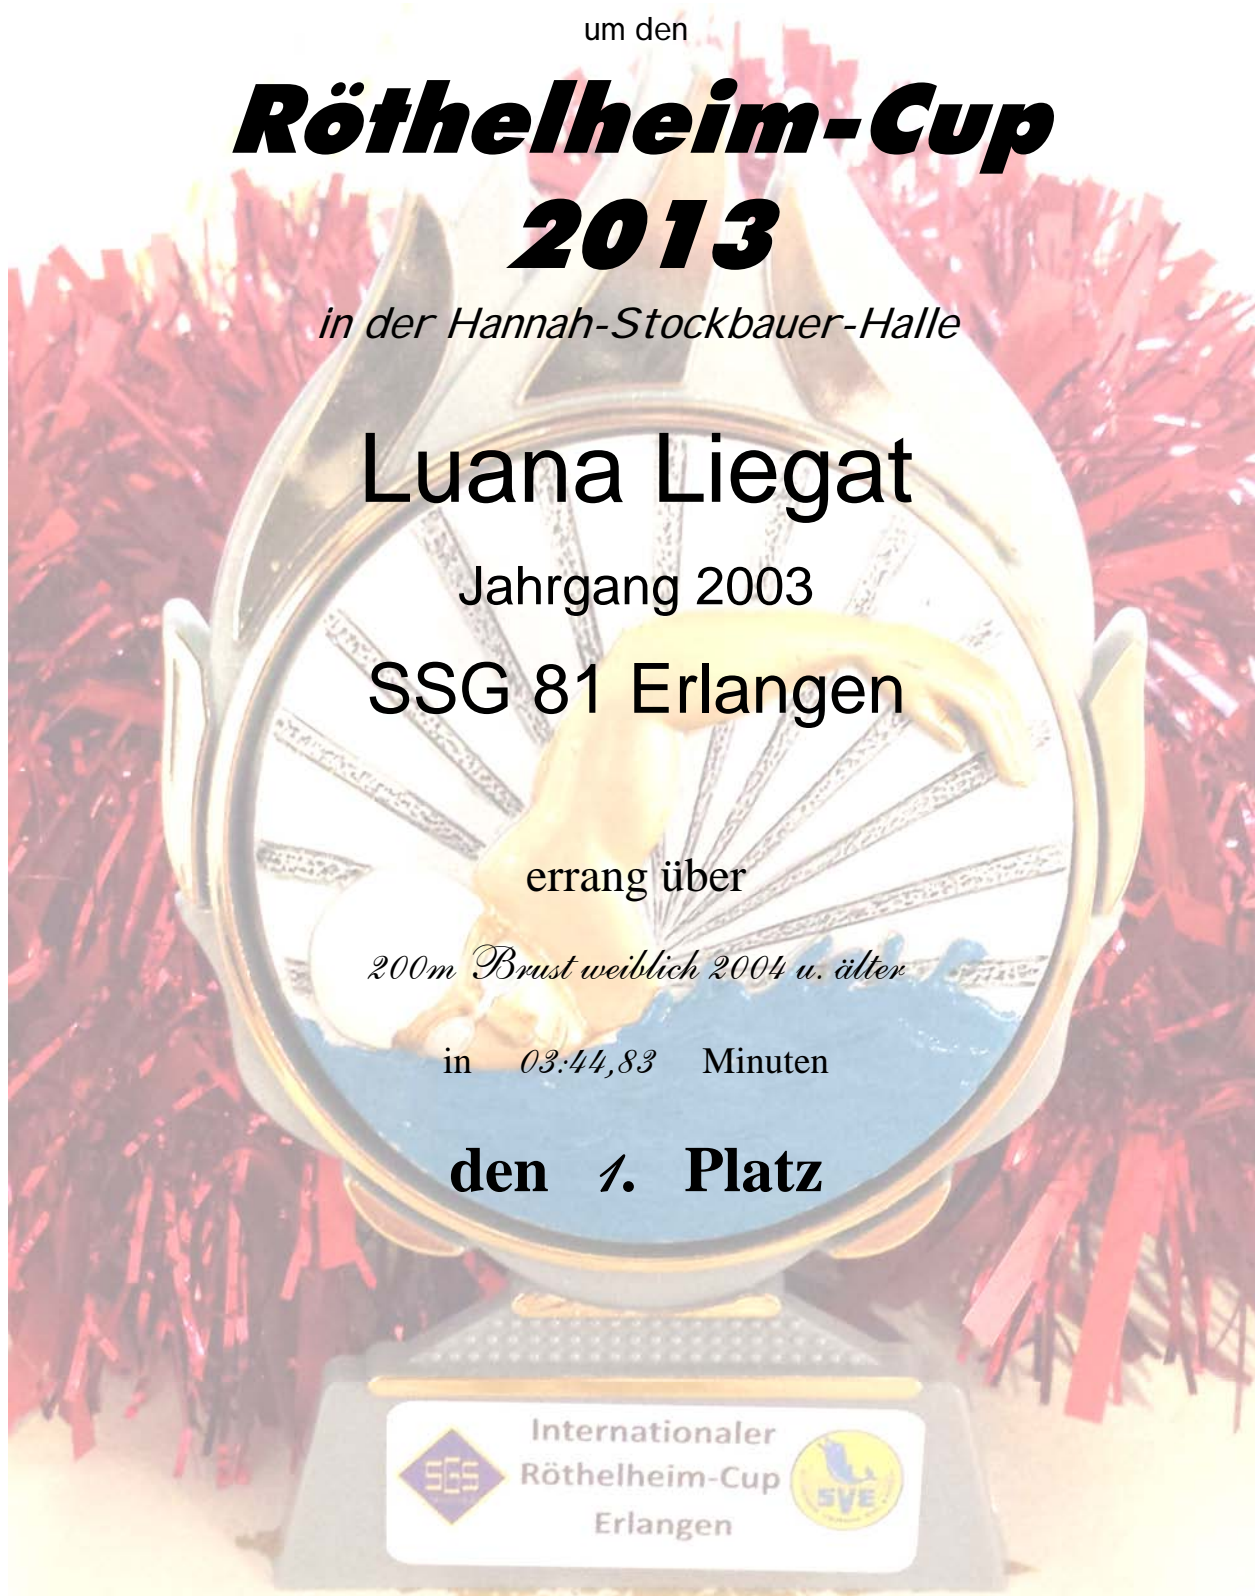 um den
Röthelheim-Cup
2013
in der Hannah-Stockbauer-Halle
Luana Liegat
Jahrgang 2003
SSG 81 Erlangen
errang über
200m Brust weiblich 2004 u. älter
in 03:44,83 Minuten
den 1. Platz
Internationaler
SGS Röthelheim-Cup SVE
Erlangen